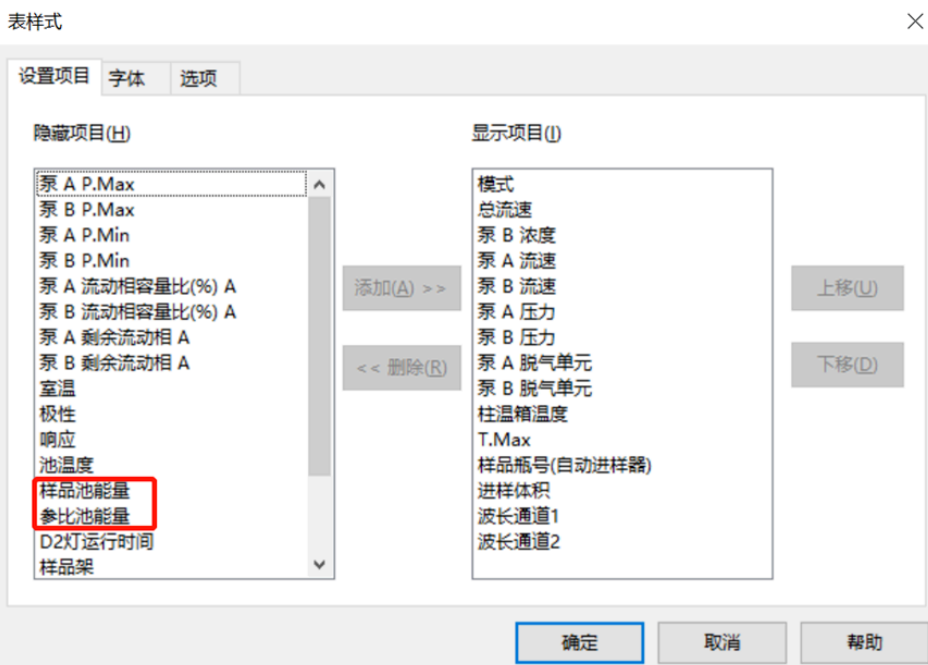 表样式
设置项目 字体 选项
隐藏项目(H)
泵 A P.Max
泵 B P.Max
泵 A P.Min
泵 B P.Min
泵 A 流动相容量比(%) A
泵 B 流动相容量比(%) A
泵 A 剩余流动相 A
泵 B 剩余流动相 A
室温
极性
响应
池温度
样品池能量
参比池能量
D2灯运行时间
样品架
添加(A) >>
<< 删除(R)
显示项目(I)
模式
总流速
泵 B 浓度
泵 A 流速
泵 B 流速
泵 A 压力
泵 B 压力
泵 A 脱气单元
泵 B 脱气单元
柱温箱温度
T.Max
样品瓶号(自动进样器)
进样体积
波长通道1
波长通道2
上移(U)
下移(D)
确定 取消 帮助